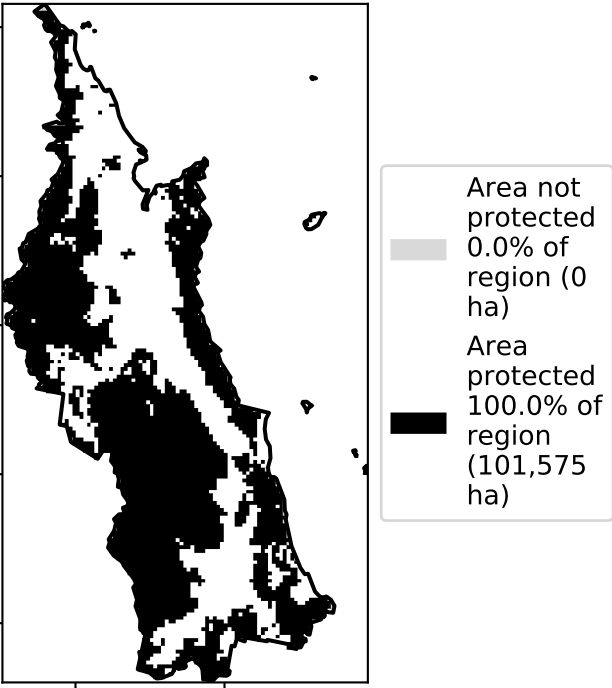 Area not
protected
0.0% of
region (0
ha)
Area
protected
100.0% of
region
(101,575
ha)